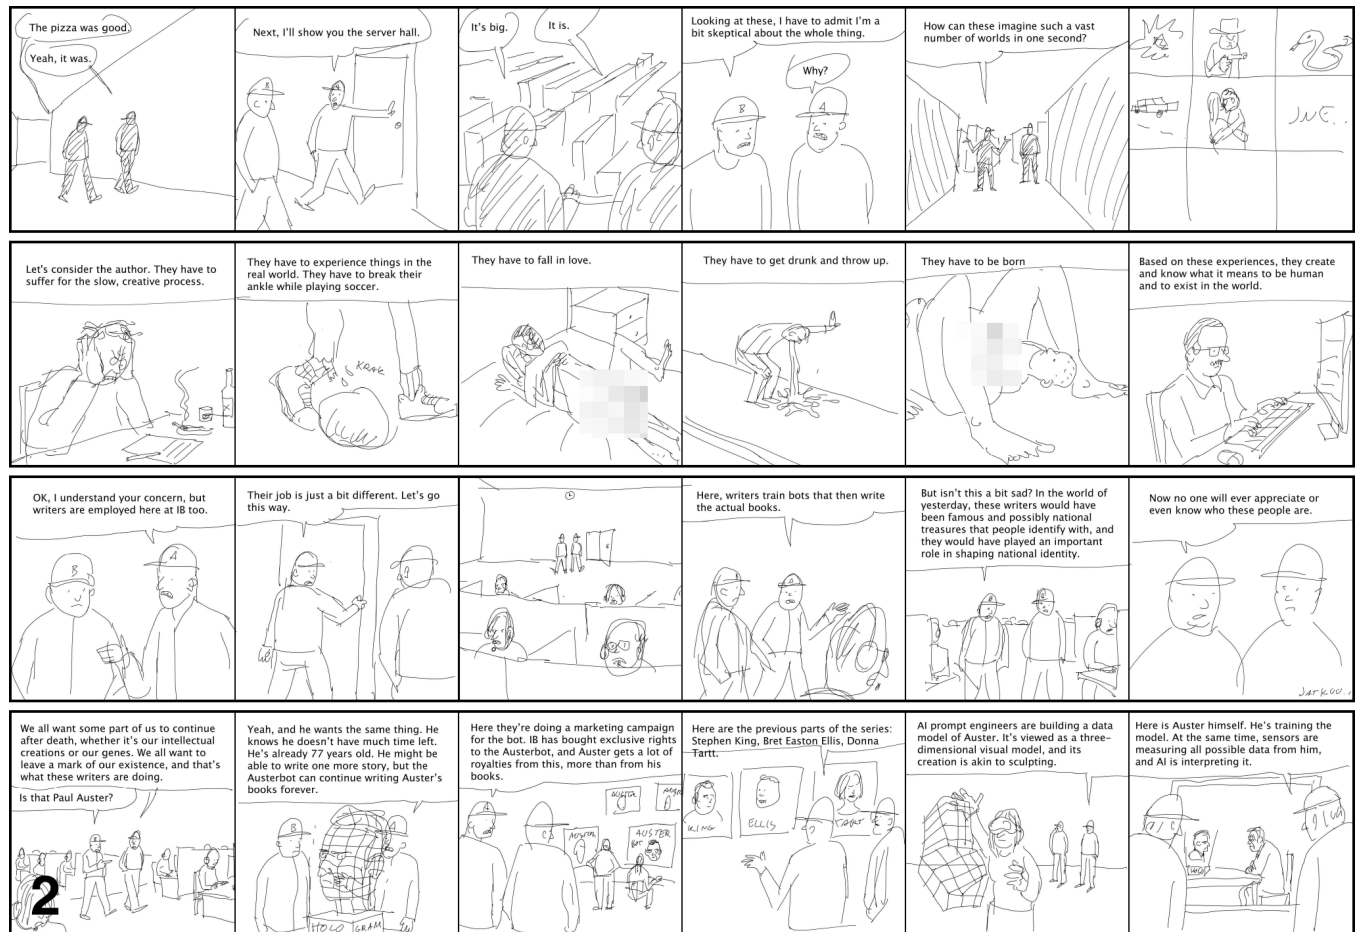 The pizza was good.
Yeah, it was.
Next, I'll show you the server hall.
A
It's big.
It is.
Looking at these, I have to admit I'm a
bit skeptical about the whole thing.
Why?
B
A
How can these imagine such a vast
number of worlds in one second?
Let's consider the author. They have to
suffer for the slow, creative process.
They have to experience things in the
real world. They have to break their
ankle while playing soccer.
KRAK
They have to fall in love.
They have to get drunk and throw up.
They have to be born
Based on these experiences, they create
and know what it means to be human
and to exist in the world.
OK, I understand your concern, but
writers are employed here at IB too.
B
A
Their job is just a bit different. Let's go
this way.
Here, writers train bots that then write
the actual books.
But isn't this a bit sad? In the world of
yesterday, these writers would have
been famous and possibly national
treasures that people identify with, and
they would have played an important
role in shaping national identity.
Now no one will ever appreciate or
even know who these people are.
We all want some part of us to continue
after death, whether it's our intellectual
creations or our genes. We all want to
leave a mark of our existence, and that's
what these writers are doing.
Is that Paul Auster?
2
Yeah, and he wants the same thing. He
knows he doesn't have much time left.
He's already 77 years old. He might be
able to write one more story, but the
Austerbot can continue writing Auster's
books forever.
B
HOLO GRAM
Here they're doing a marketing campaign
for the bot. IB has bought exclusive rights
to the Austerbot, and Auster gets a lot of
royalties from this, more than from his
books.
AUSTER
AUSTER
AUSTER
BOT
Here are the previous parts of the series:
Stephen King, Bret Easton Ellis, Donna
Tartt.
KING
ELLIS
TARTT
AI prompt engineers are building a data
model of Auster. It's viewed as a three-
dimensional visual model, and its
creation is akin to sculpting.
Here is Auster himself. He's training the
model. At the same time, sensors are
measuring all possible data from him,
and AI is interpreting it.